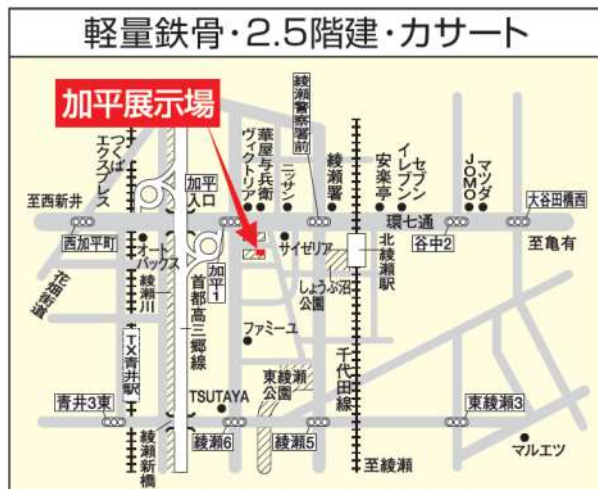 軽量鉄骨・2.5階建・カサート
加平展示場
つくば
エクスプレス
加平
入口
ヴィクトリア
華屋与兵衛
ニッサン
綾瀬警察署前
綾瀬署
安楽亭
セブン
イレブン
JOMO
マツダ
大谷田橋西
至西新井
環七通
西加平町
オート
バックス
加平1
サイゼリア
北綾瀬駅
谷中2
至亀有
花畑街道
綾瀬川
首都高三郷線
しょうぶ沼
公園
TX青井駅
ファミーユ
千代田線
東綾瀬
公園
TSUTAYA
青井3東
綾瀬新橋
綾瀬6
綾瀬5
東綾瀬3
至綾瀬
マルエツ